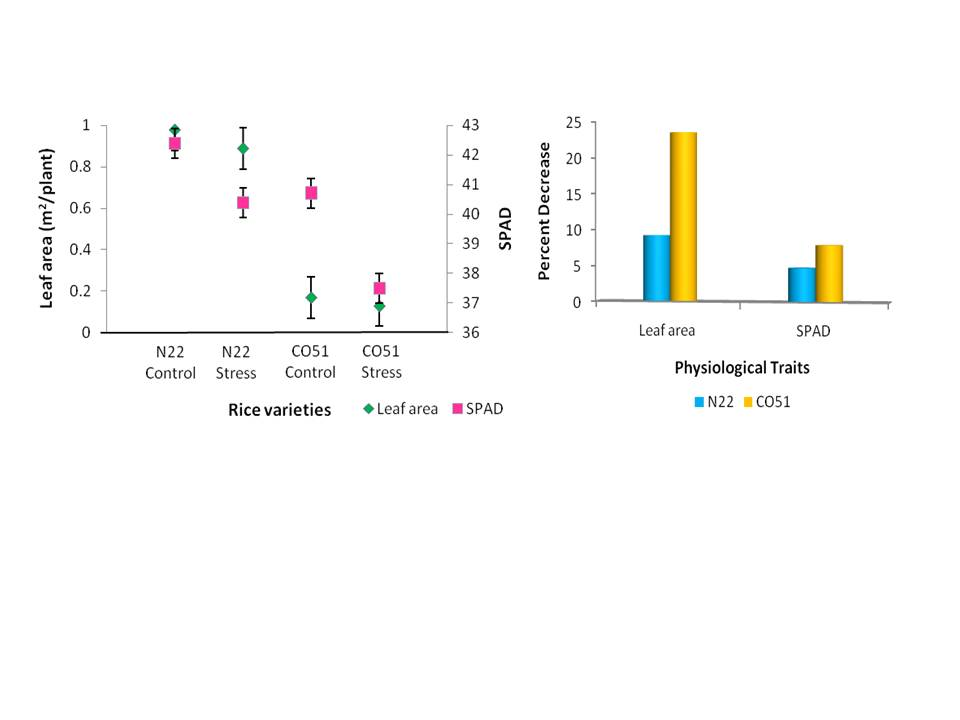 Leaf area (m²/plant)
1
0.8
0.6
0.4
0.2
0
43
42
41
40
39
38
37
36
SPAD
N22 Control
N22 Stress
CO51 Control
CO51 Stress
Rice varieties
Leaf area
SPAD
Percent Decrease
25
20
15
10
5
0
Leaf area
SPAD
Physiological Traits
N22
CO51